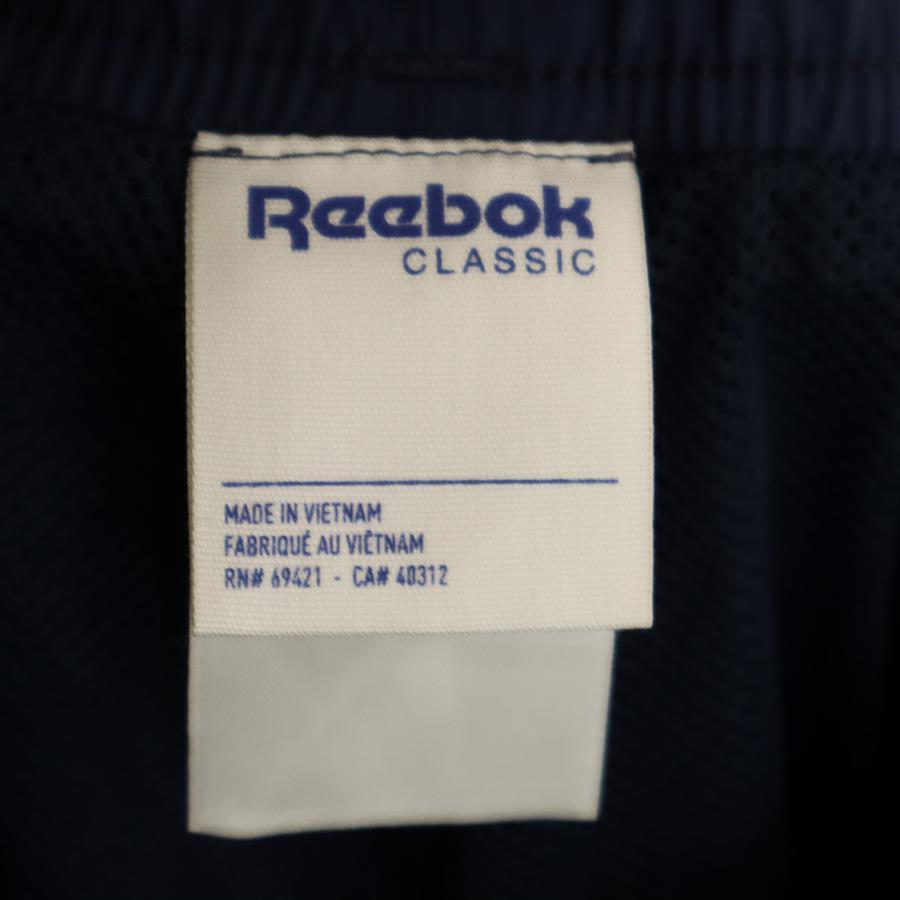 Reebok
CLASSIC
MADE IN VIETNAM
FABRIQUÉ AU VIÊTNAM
RN# 69421 - CA# 40312